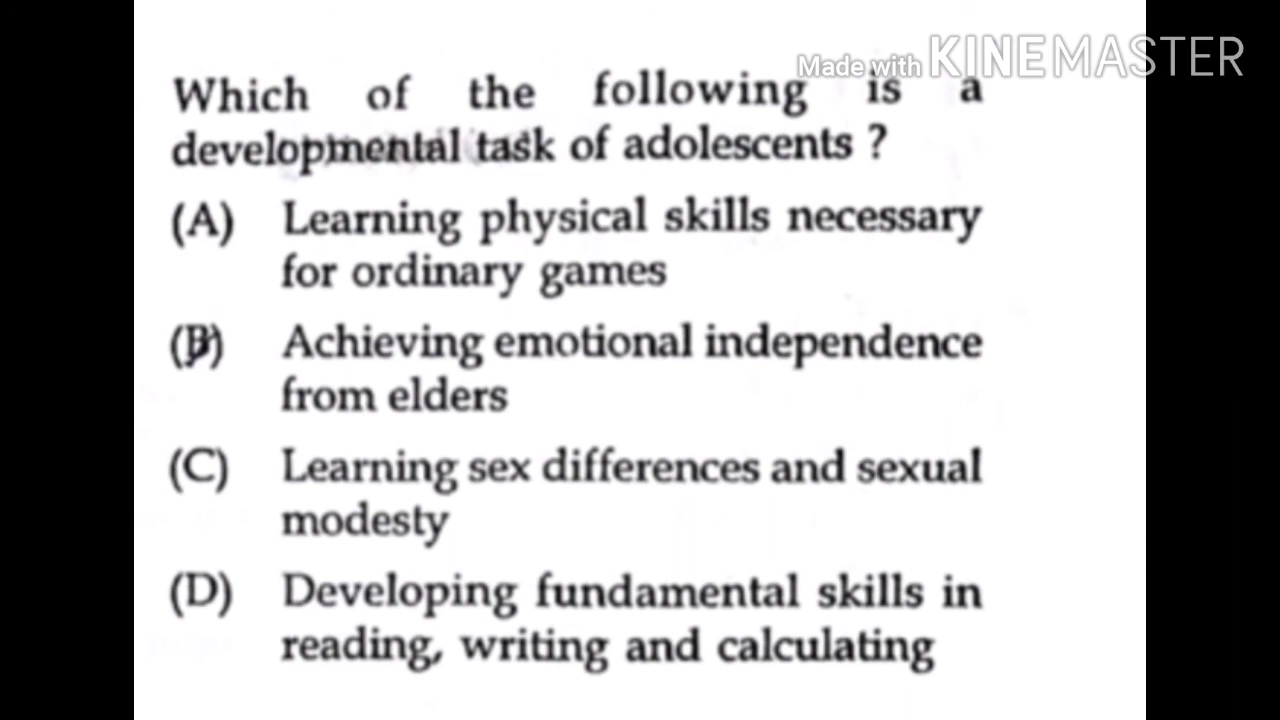 Made with KINEMASTER
Which of the following is a
developmental task of adolescents ?
(A) Learning physical skills necessary
for ordinary games
(B) Achieving emotional independence
from elders
(C) Learning sex differences and sexual
modesty
(D) Developing fundamental skills in
reading, writing and calculating